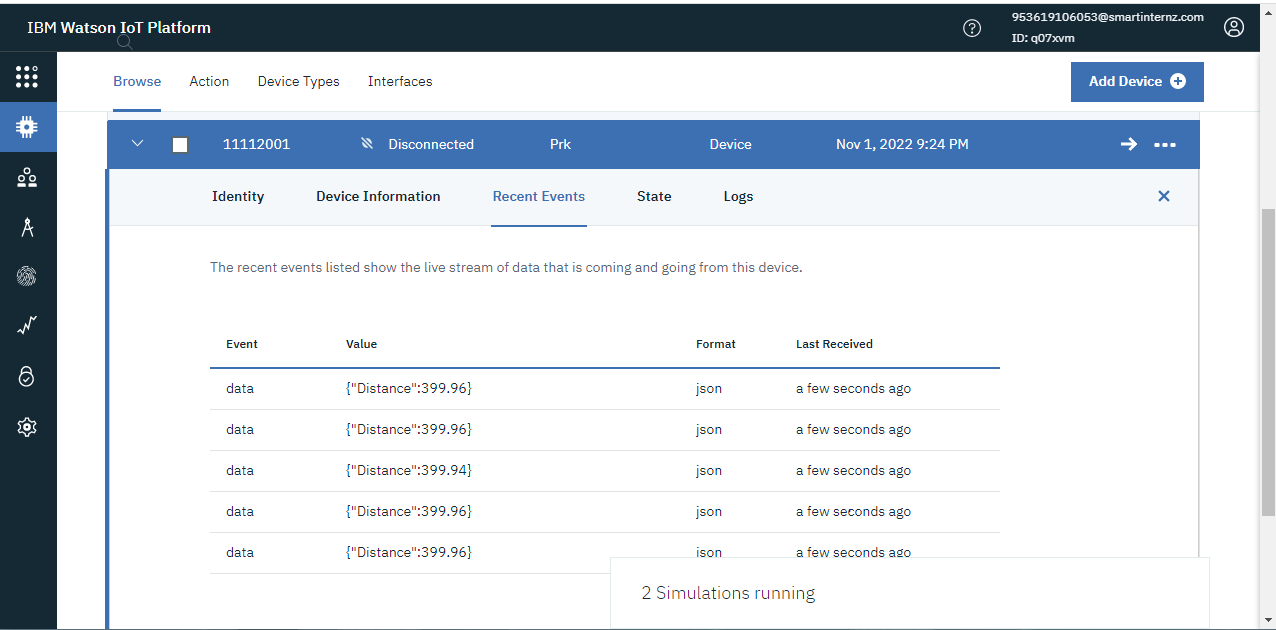 IBM Watson IoT Platform
953619106053@smartinternz.com
ID: q07xvm
Browse Action Device Types Interfaces Add Device
11112001 Disconnected Prk Device Nov 1, 2022 9:24 PM
Identity Device Information Recent Events State Logs
The recent events listed show the live stream of data that is coming and going from this device.
Event Value Format Last Received
data {"Distance":399.96} json a few seconds ago
data {"Distance":399.96} json a few seconds ago
data {"Distance":399.94} json a few seconds ago
data {"Distance":399.96} json a few seconds ago
data {"Distance":399.96} json a few seconds ago
2 Simulations running